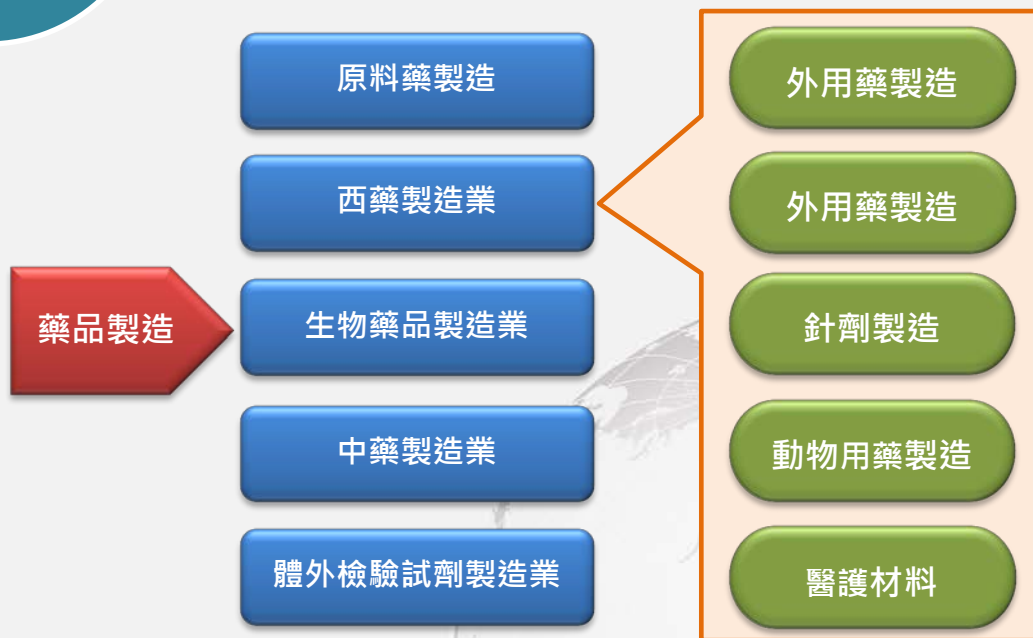 藥品製造
原料藥製造
西藥製造業
生物藥品製造業
中藥製造業
體外檢驗試劑製造業
外用藥製造
外用藥製造
針劑製造
動物用藥製造
醫護材料